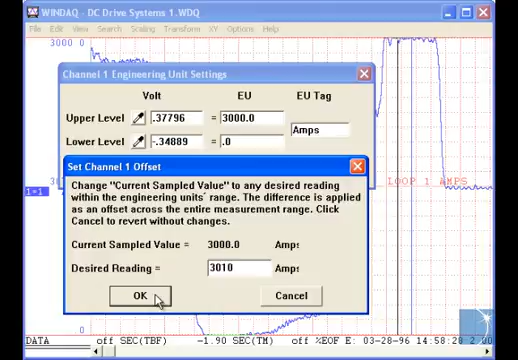 WINDAQ - DC Drive Systems 1.WDQ
File Edit View Search Scaling Transform XY Options Help
3000 0
Channel 1 Engineering Unit Settings
Volt EU EU Tag
Upper Level .37796 = 3000.0
Amps
Lower Level -.34889 = .0
Set Channel 1 Offset
Change "Current Sampled Value" to any desired reading
within the engineering units' range. The difference is applied
as an offset across the entire measurement range. Click
Cancel to revert without changes.
1=1
LOOP 1 AMPS
Current Sampled Value = 3000.0 Amps
Desired Reading = 3010 Amps
OK Cancel
DATA off SEC(TBF) -1.90 SEC(TM) off %EOF E: 03-28-96 14:58:28